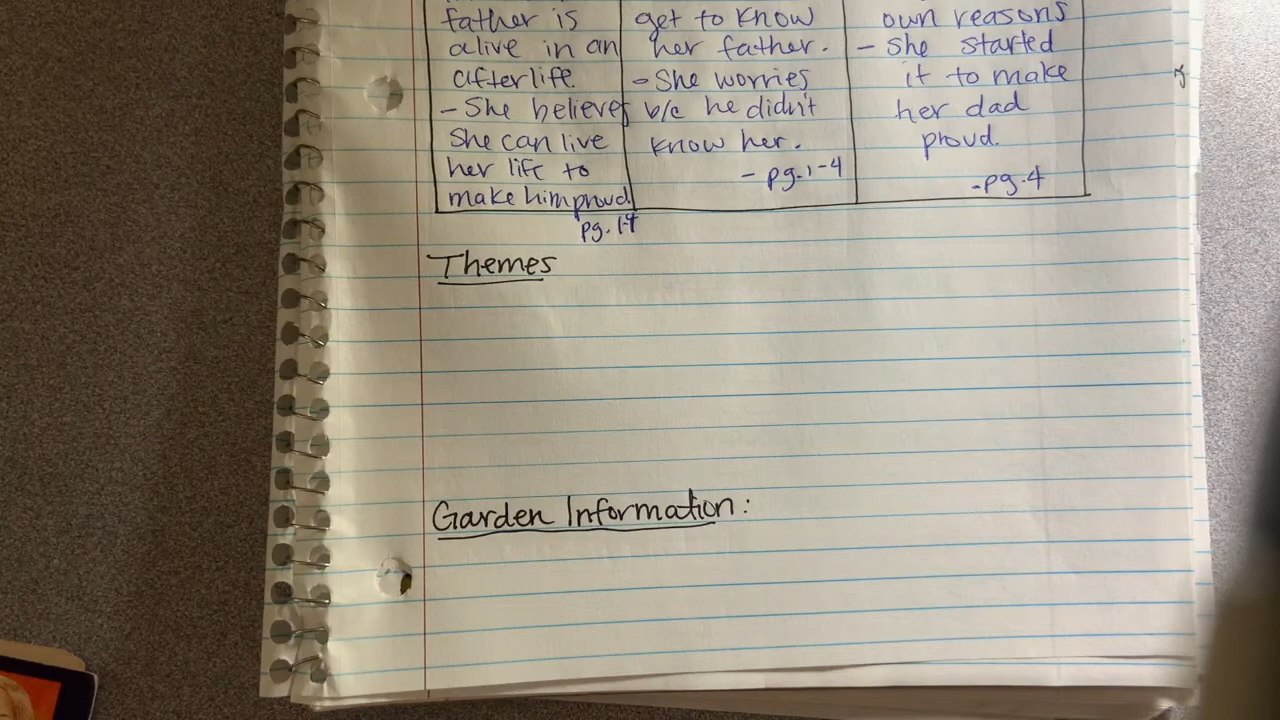 father is
alive in an
afterlife.
- She believes
she can live
her life to
make him proud
pg. 1-4
get to know
her father.
- She worries
b/c he didn't
know her.
- pg. 1-4
own reasons
- She started
it to make
her dad
proud.
- pg. 4
Themes
Garden Information: